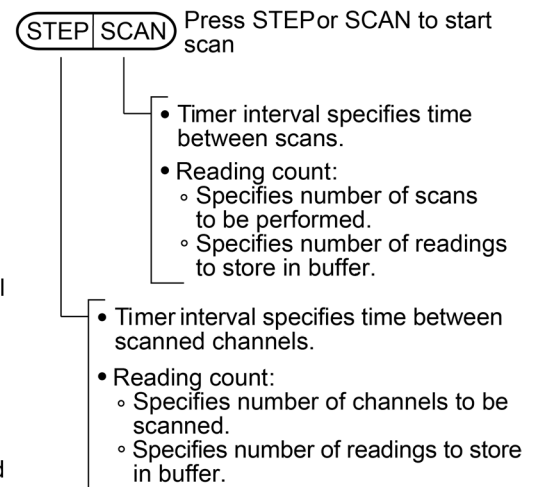 STEP SCAN
Press STEP or SCAN to start
scan
• Timer interval specifies time
between scans.
• Reading count:
◦ Specifies number of scans
to be performed.
◦ Specifies number of readings
to store in buffer.
l
• Timer interval specifies time between
scanned channels.
• Reading count:
◦ Specifies number of channels to be
scanned.
◦ Specifies number of readings to store
in buffer.
d